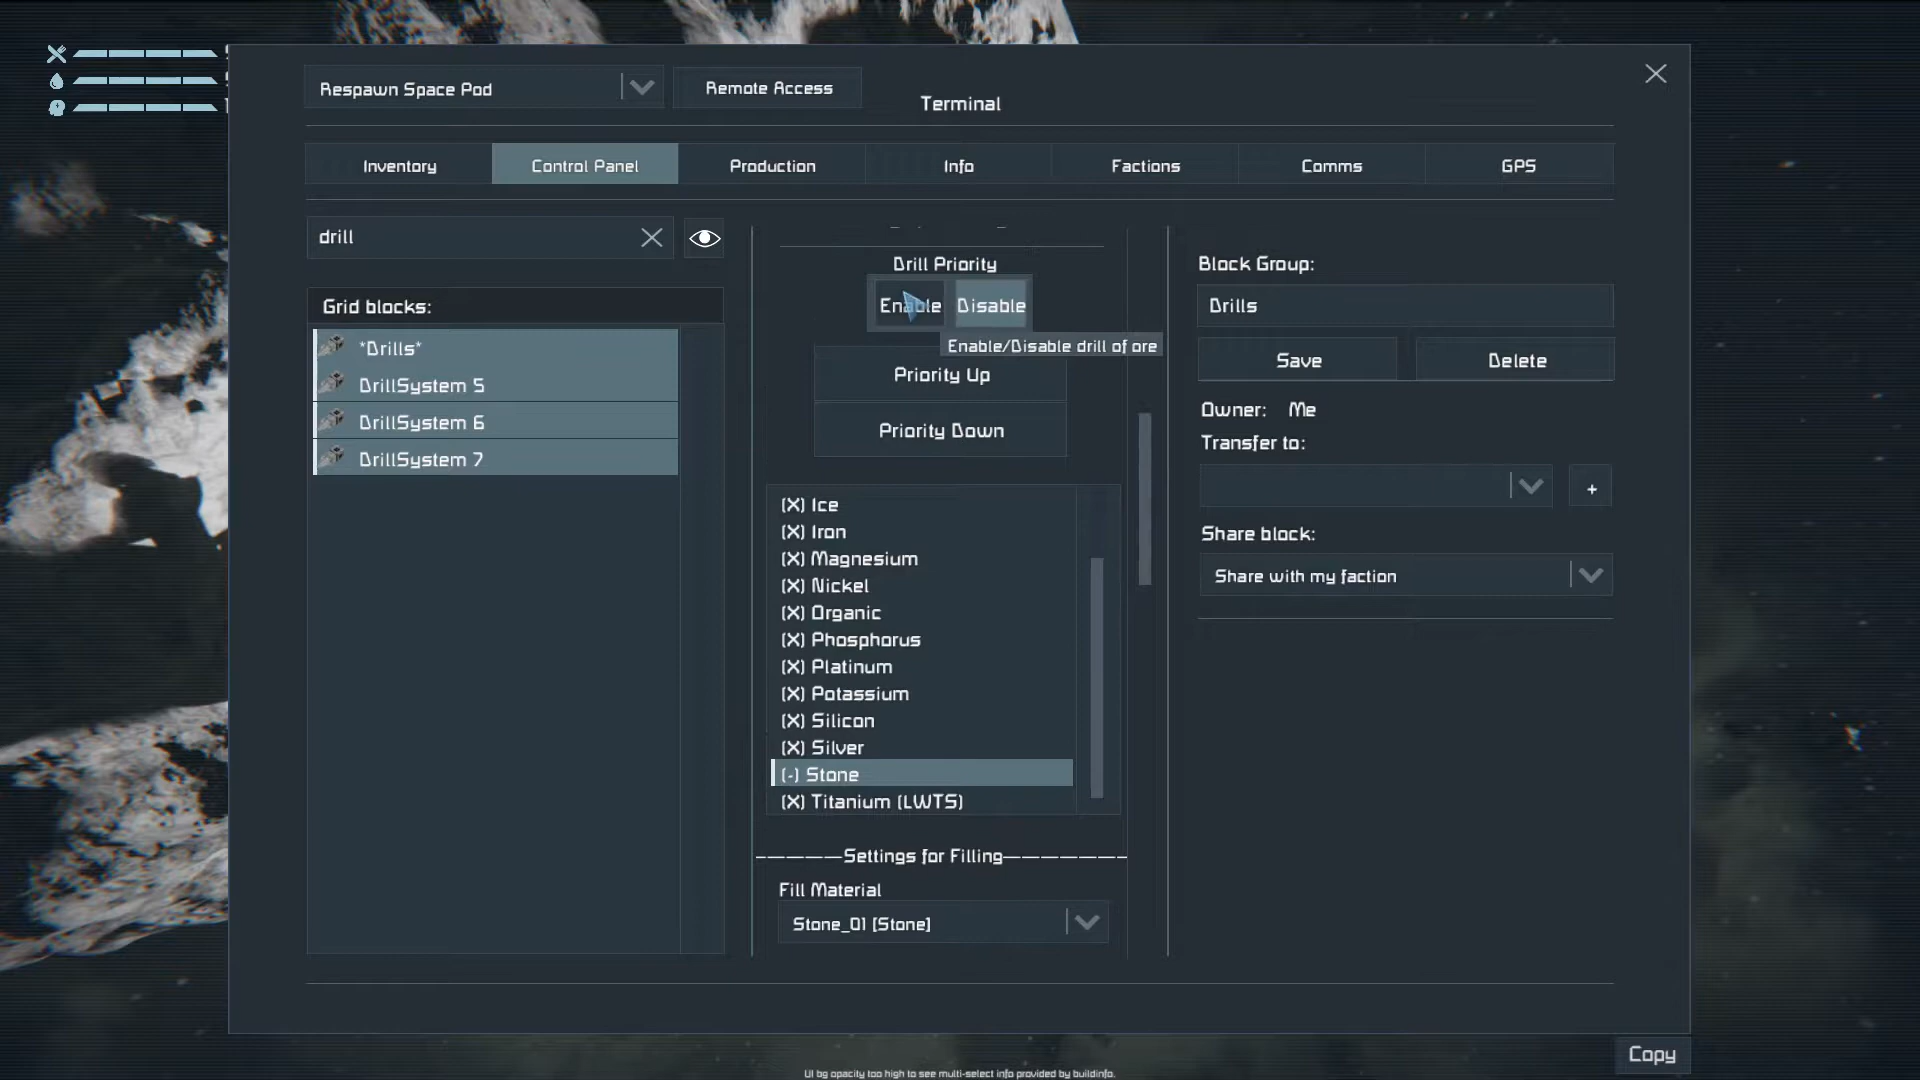 Respawn Space Pod
Remote Access
Terminal
Inventory
Control Panel
Production
Info
Factions
Comms
GPS
drill
Grid blocks:
*Drills*
DrillSystem 5
DrillSystem 6
DrillSystem 7
Drill Priority
Enable
Disable
Enable/Disable drill of ore
Priority Up
Priority Down
[X] Ice
[X] Iron
[X] Magnesium
[X] Nickel
[X] Organic
[X] Phosphorus
[X] Platinum
[X] Potassium
[X] Silicon
[X] Silver
[-] Stone
[X] Titanium [LWTS]
Settings for Filling
Fill Material
Stone_01 [Stone]
Block Group:
Drills
Save
Delete
Owner: Me
Transfer to:
+
Share block:
Share with my faction
Copy
UI bg opacity too high to see multi-select info provided by buildinfo.